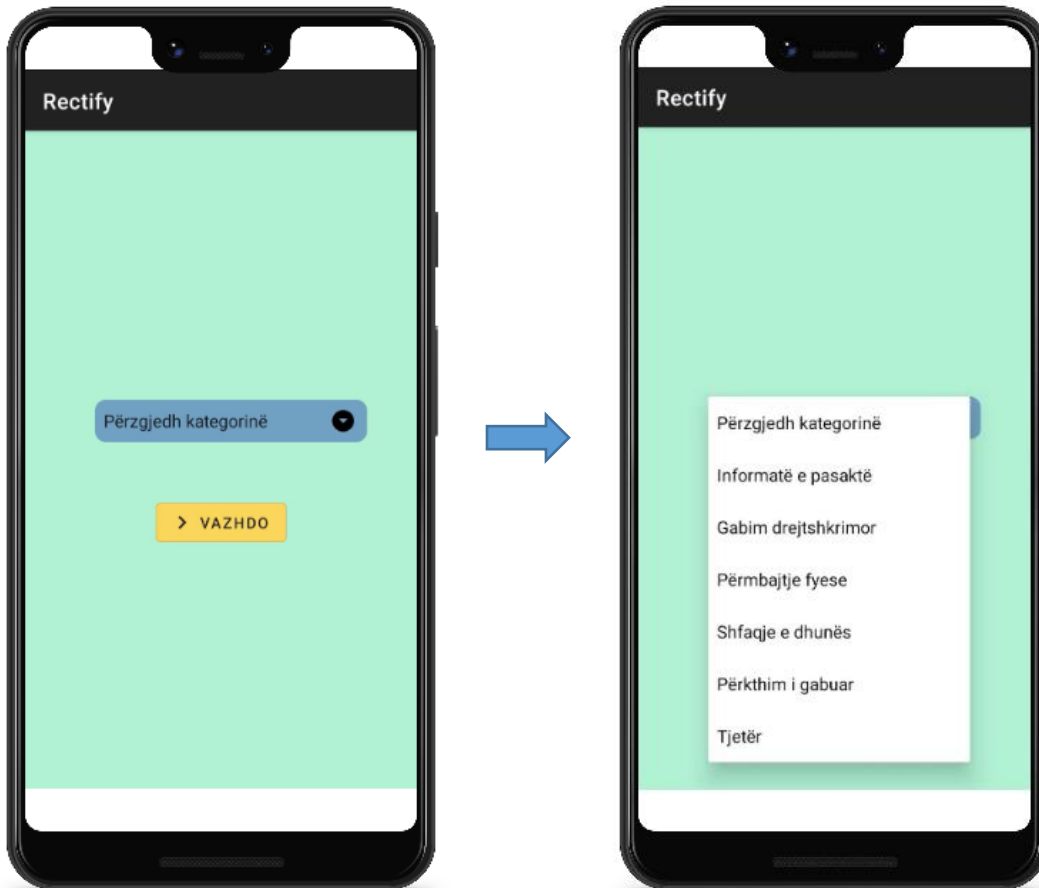 Rectify
Përzgjedh kategorinë
VAZHDO
Rectify
Përzgjedh kategorinë
Informatë e pasaktë
Gabim drejtshkrimor
Përmbajtje fyese
Shfaqje e dhunës
Përkthim i gabuar
Tjetër